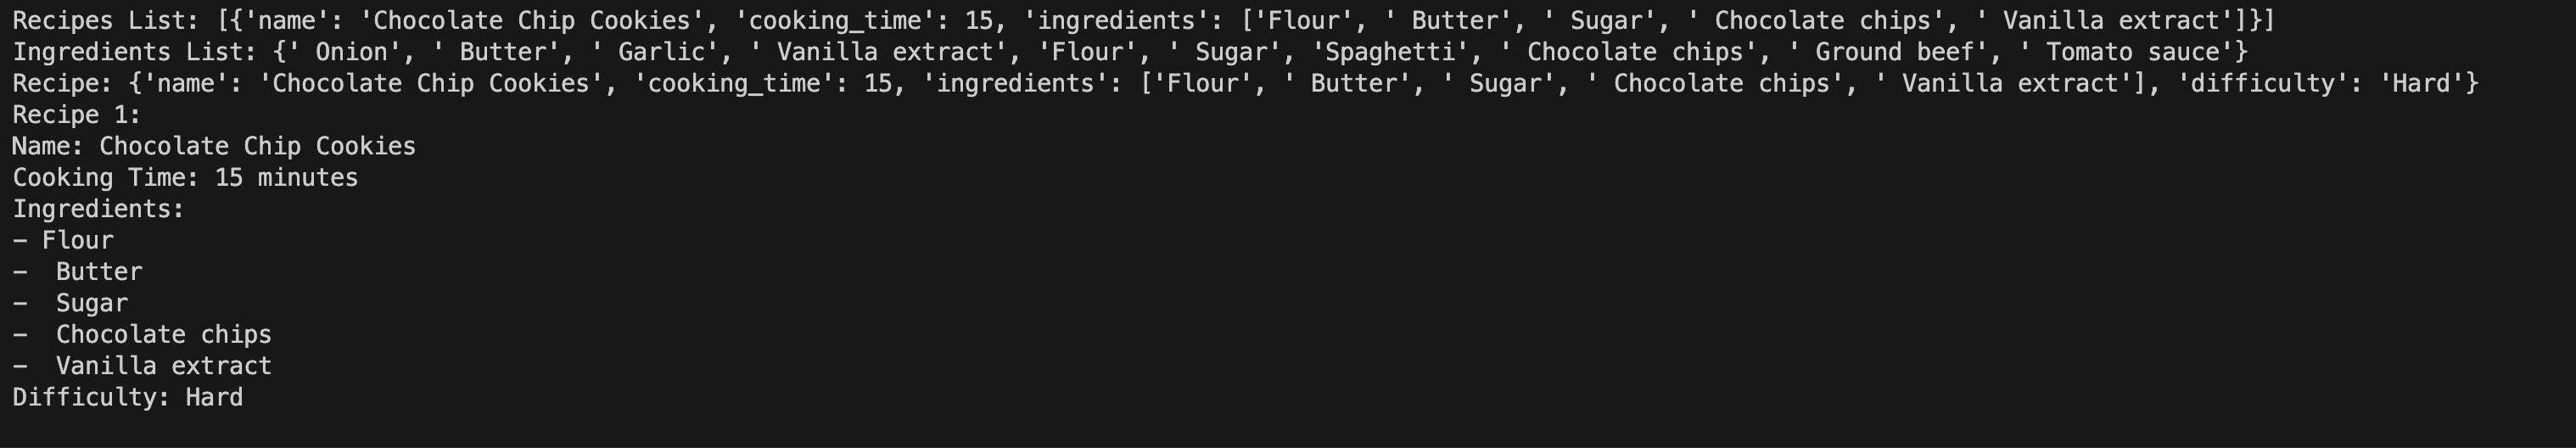 Recipes List: [{'name': 'Chocolate Chip Cookies', 'cooking_time': 15, 'ingredients': ['Flour', ' Butter', ' Sugar', ' Chocolate chips', ' Vanilla extract']}]
Ingredients List: {' Onion', ' Butter', ' Garlic', ' Vanilla extract', 'Flour', ' Sugar', 'Spaghetti', ' Chocolate chips', ' Ground beef', ' Tomato sauce'}
Recipe: {'name': 'Chocolate Chip Cookies', 'cooking_time': 15, 'ingredients': ['Flour', ' Butter', ' Sugar', ' Chocolate chips', ' Vanilla extract'], 'difficulty': 'Hard'}
Recipe 1:
Name: Chocolate Chip Cookies
Cooking Time: 15 minutes
Ingredients:
- Flour
-  Butter
-  Sugar
-  Chocolate chips
-  Vanilla extract
Difficulty: Hard